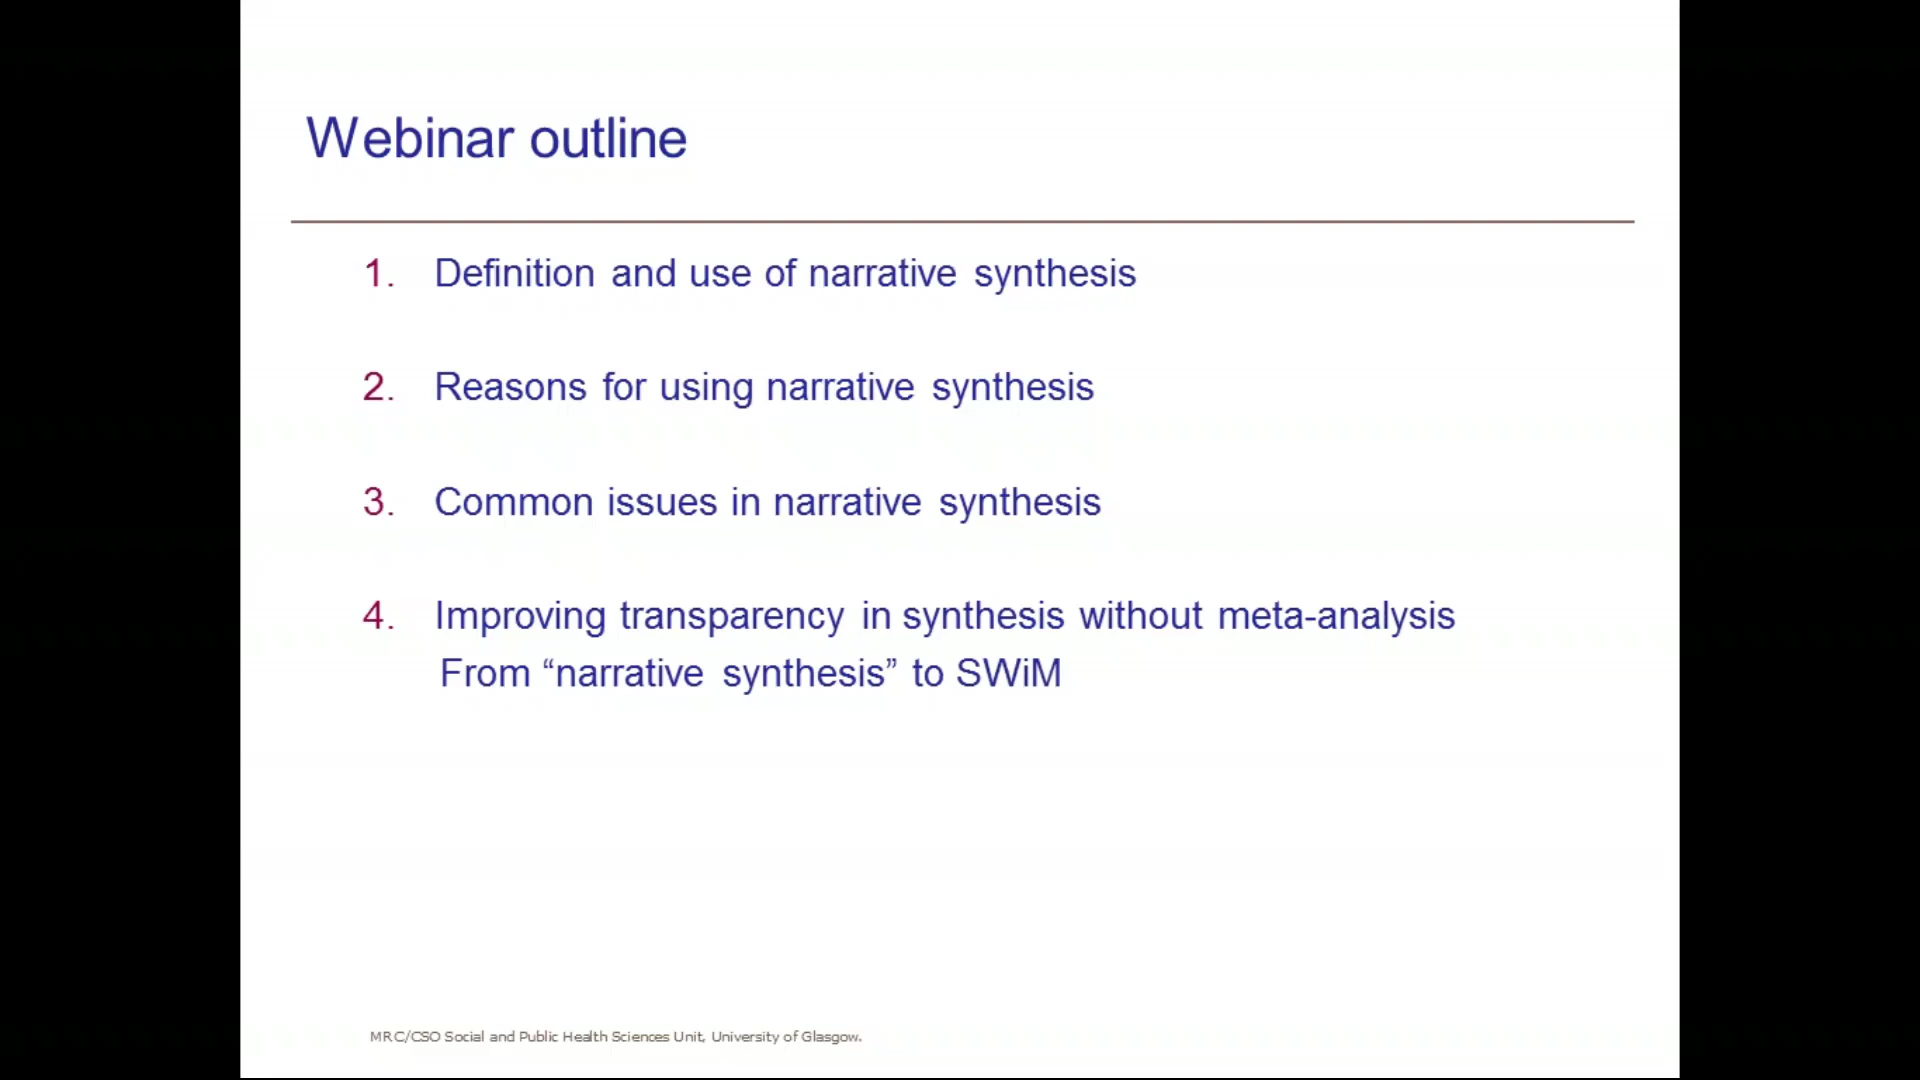 Webinar outline
1. Definition and use of narrative synthesis
2. Reasons for using narrative synthesis
3. Common issues in narrative synthesis
4. Improving transparency in synthesis without meta-analysis
From “narrative synthesis” to SWiM
MRC/CSO Social and Public Health Sciences Unit, University of Glasgow.